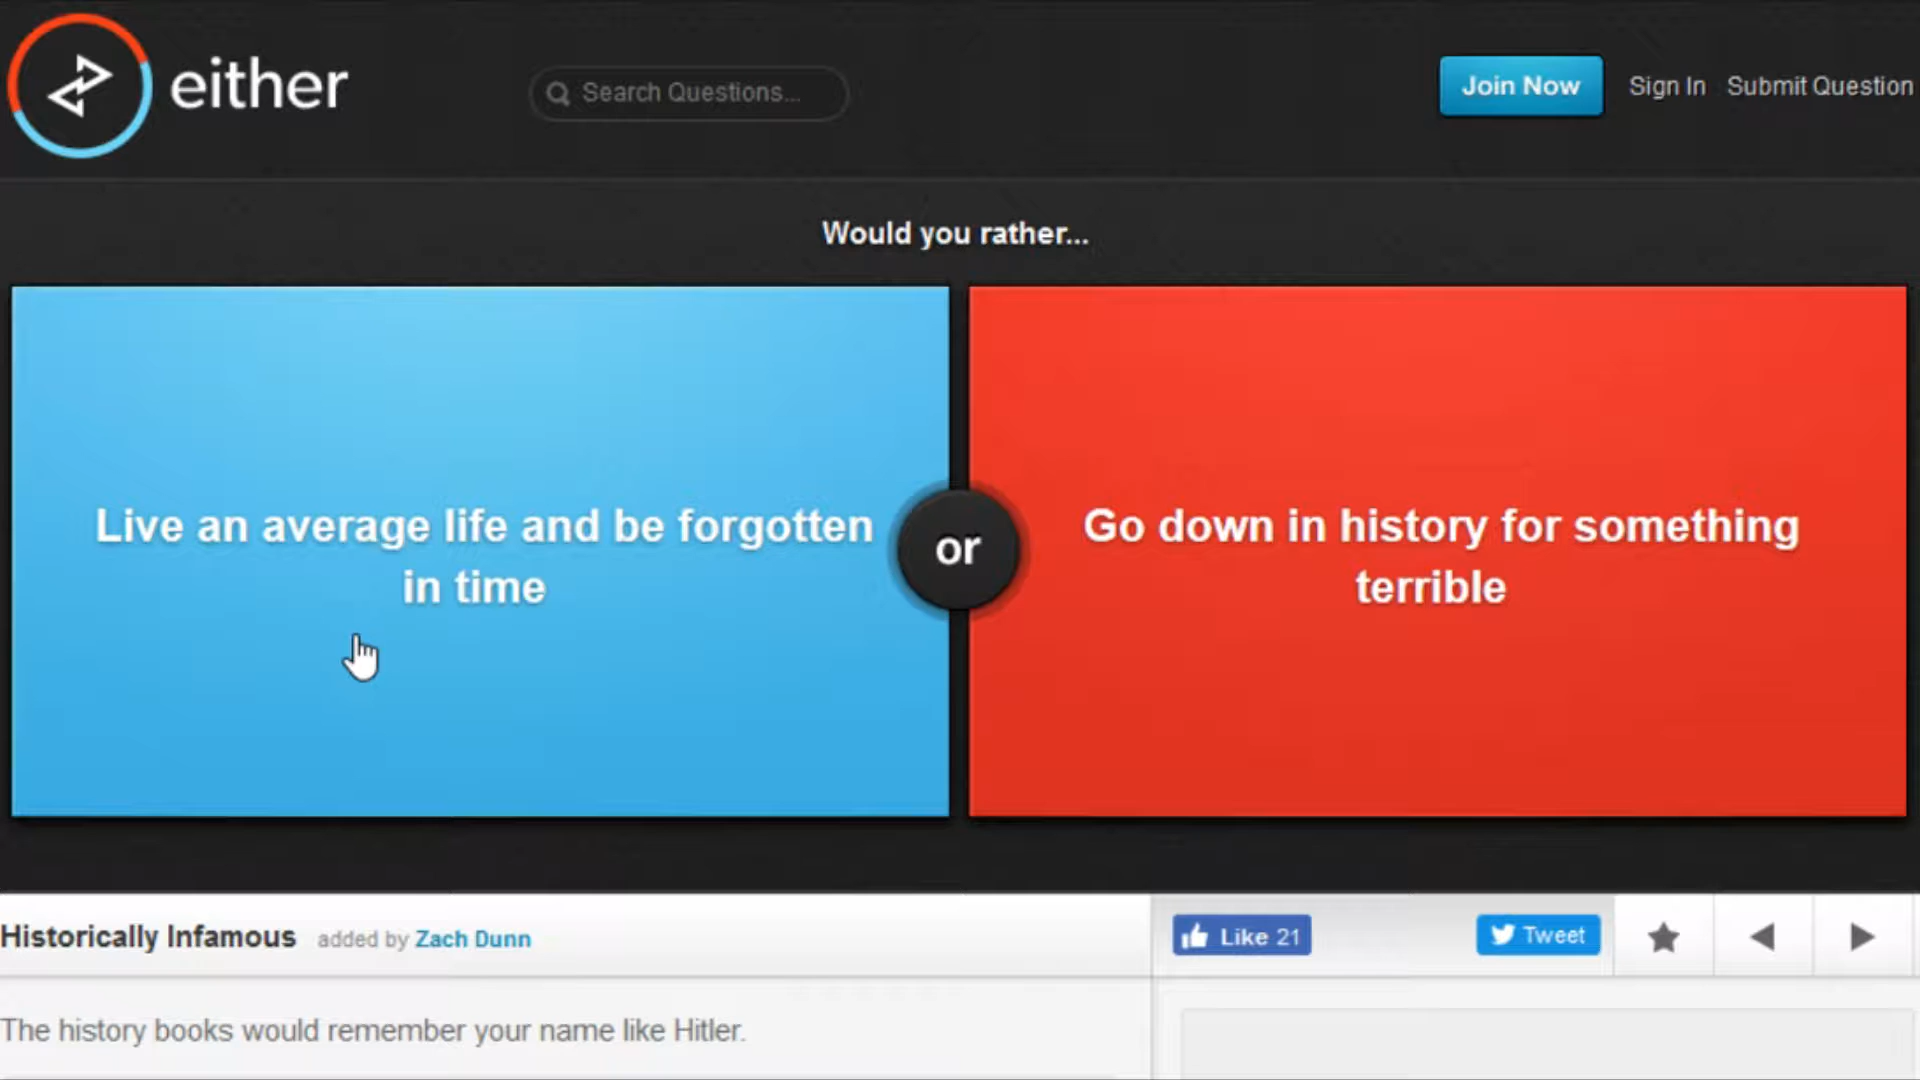 either
Search Questions...
Join Now
Sign In
Submit Question
Would you rather...
Live an average life and be forgotten
in time
or
Go down in history for something
terrible
Historically Infamous added by Zach Dunn
Like 21
Tweet
The history books would remember your name like Hitler.